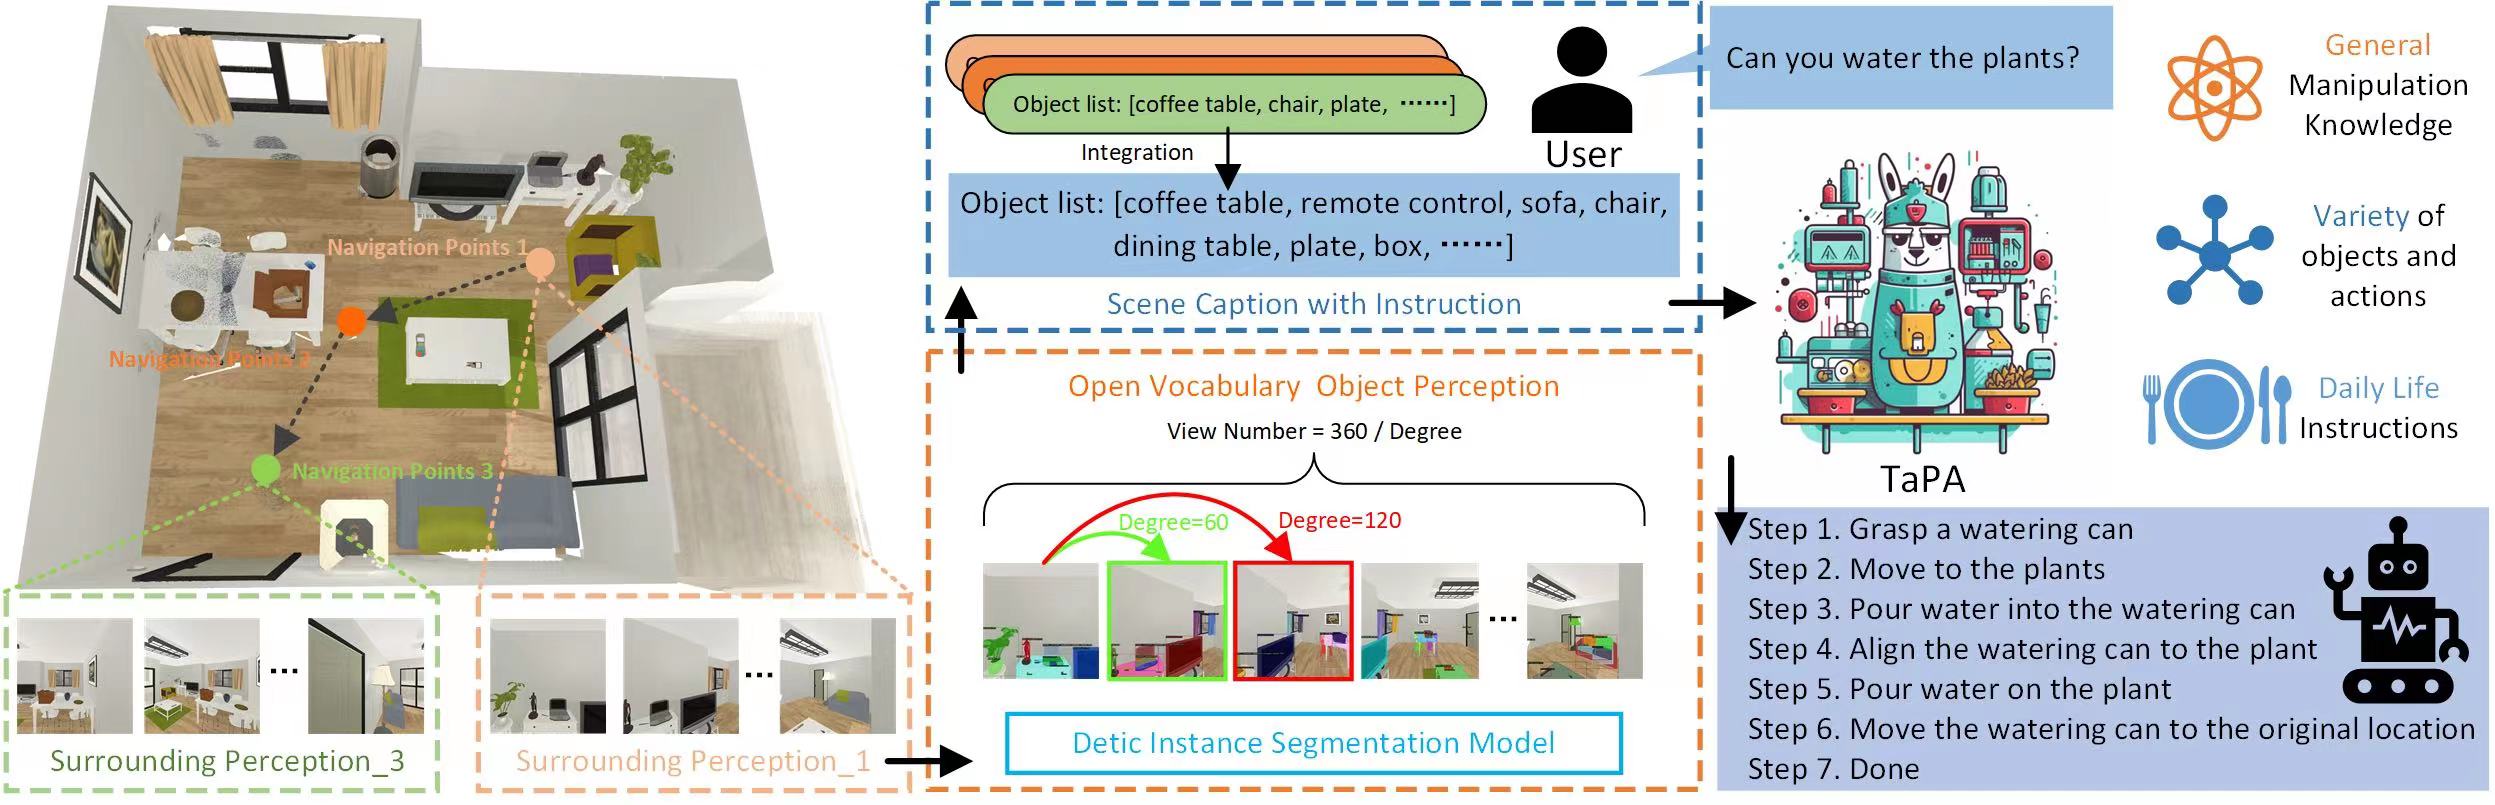 Navigation Points 1
Navigation Points 2
Navigation Points 3
Surrounding Perception_3
Surrounding Perception_1
Object list: [coffee table, chair, plate, ······]
Integration
User
Object list: [coffee table, remote control, sofa, chair,
dining table, plate, box, ······]
Scene Caption with Instruction
Open Vocabulary Object Perception
View Number = 360 / Degree
Degree=60
Degree=120
...
Detic Instance Segmentation Model
Can you water the plants?
TaPA
General
Manipulation
Knowledge
Variety of
objects and
actions
Daily Life
Instructions
Step 1. Grasp a watering can
Step 2. Move to the plants
Step 3. Pour water into the watering can
Step 4. Align the watering can to the plant
Step 5. Pour water on the plant
Step 6. Move the watering can to the original location
Step 7. Done